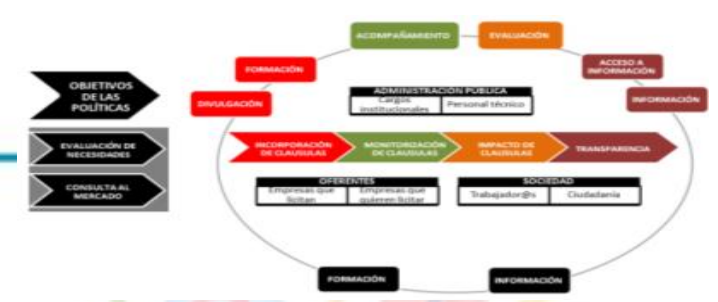 ACOMPAÑAMIENTO
EVALUACIÓN
FORMACIÓN
ACCESO A
INFORMACIÓN
DIVULGACIÓN
INFORMACIÓN
OBJETIVOS
DE LAS
POLÍTICAS
ADMINISTRACIÓN PUBLICA
Cargos
institucionales
Personal técnico
EVALUACIÓN DE
NECESIDADES
INCORPORACIÓN
DE CLAUSULAS
MONITORIZACIÓN
DE CLAUSULAS
IMPACTO DE
CLAUSULAS
TRANSPARENCIA
CONSULTA AL
MERCADO
OFERENTES
Empresas que
licitan
Empresas que
quieren licitar
SOCIEDAD
Trabajador@s
Ciudadanía
FORMACIÓN
INFORMACIÓN